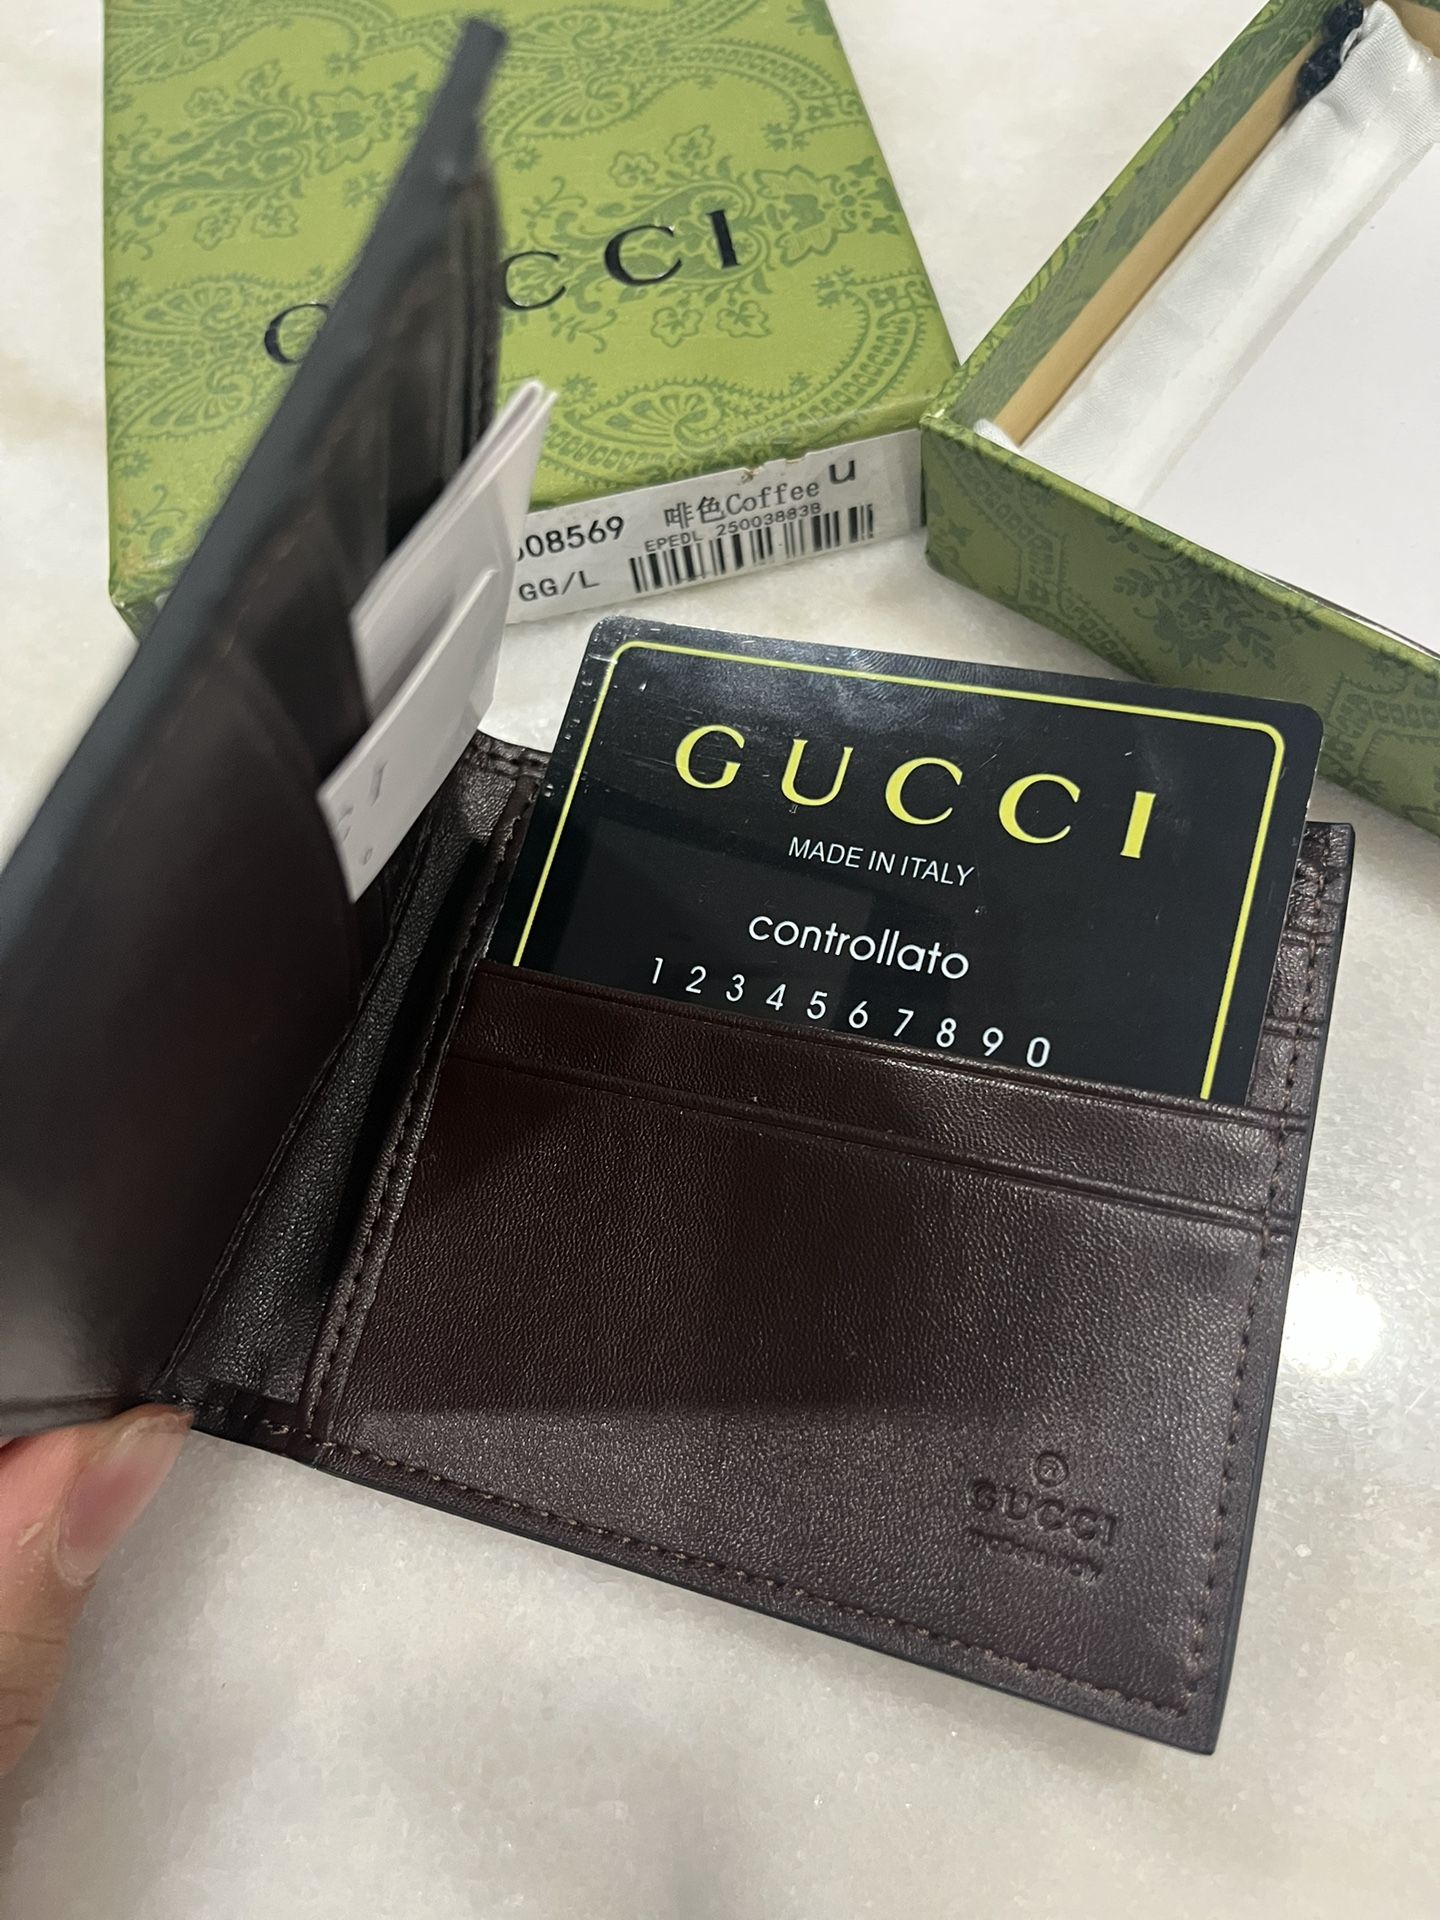 GUCCI
08569 啡色Coffee u
EPEDL 250038838
GG/L
GUCCI
MADE IN ITALY
controllato
1 2 3 4 5 6 7 8 9 0
®
GUCCI